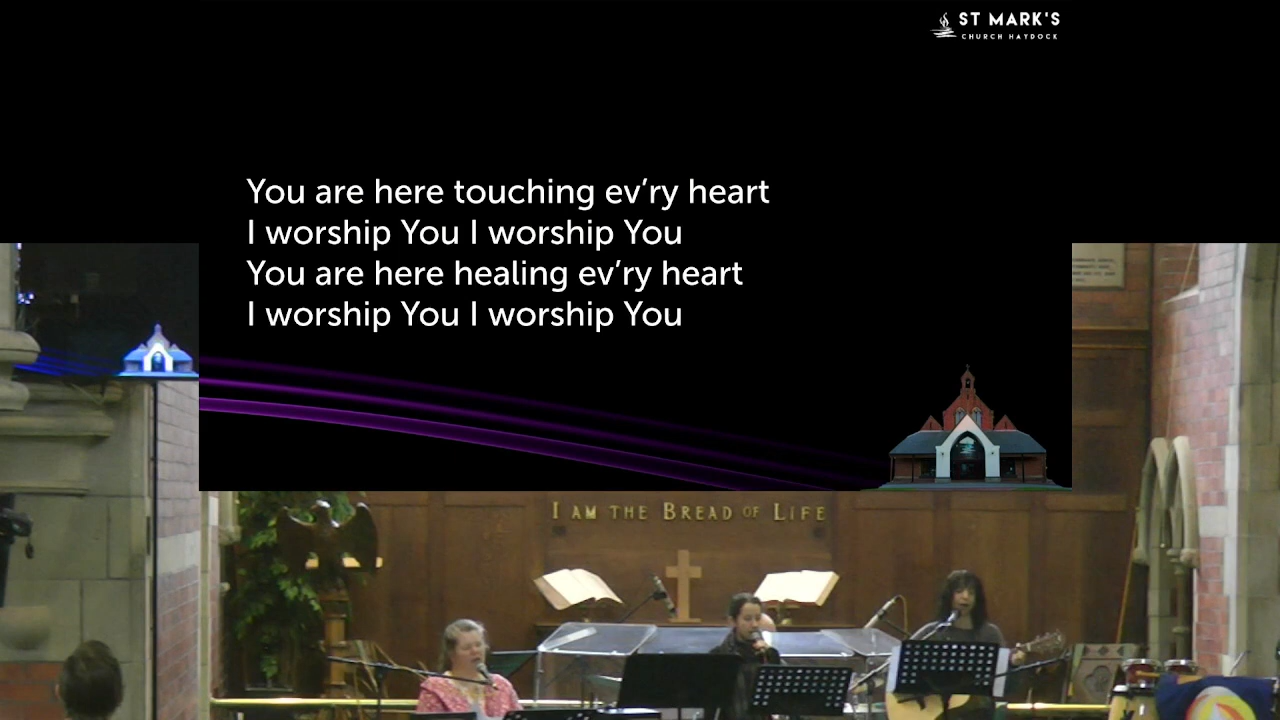 ST MARK'S
CHURCH HAYDOCK
You are here touching ev’ry heart
I worship You I worship You
You are here healing ev’ry heart
I worship You I worship You
I AM THE BREAD OF LIFE